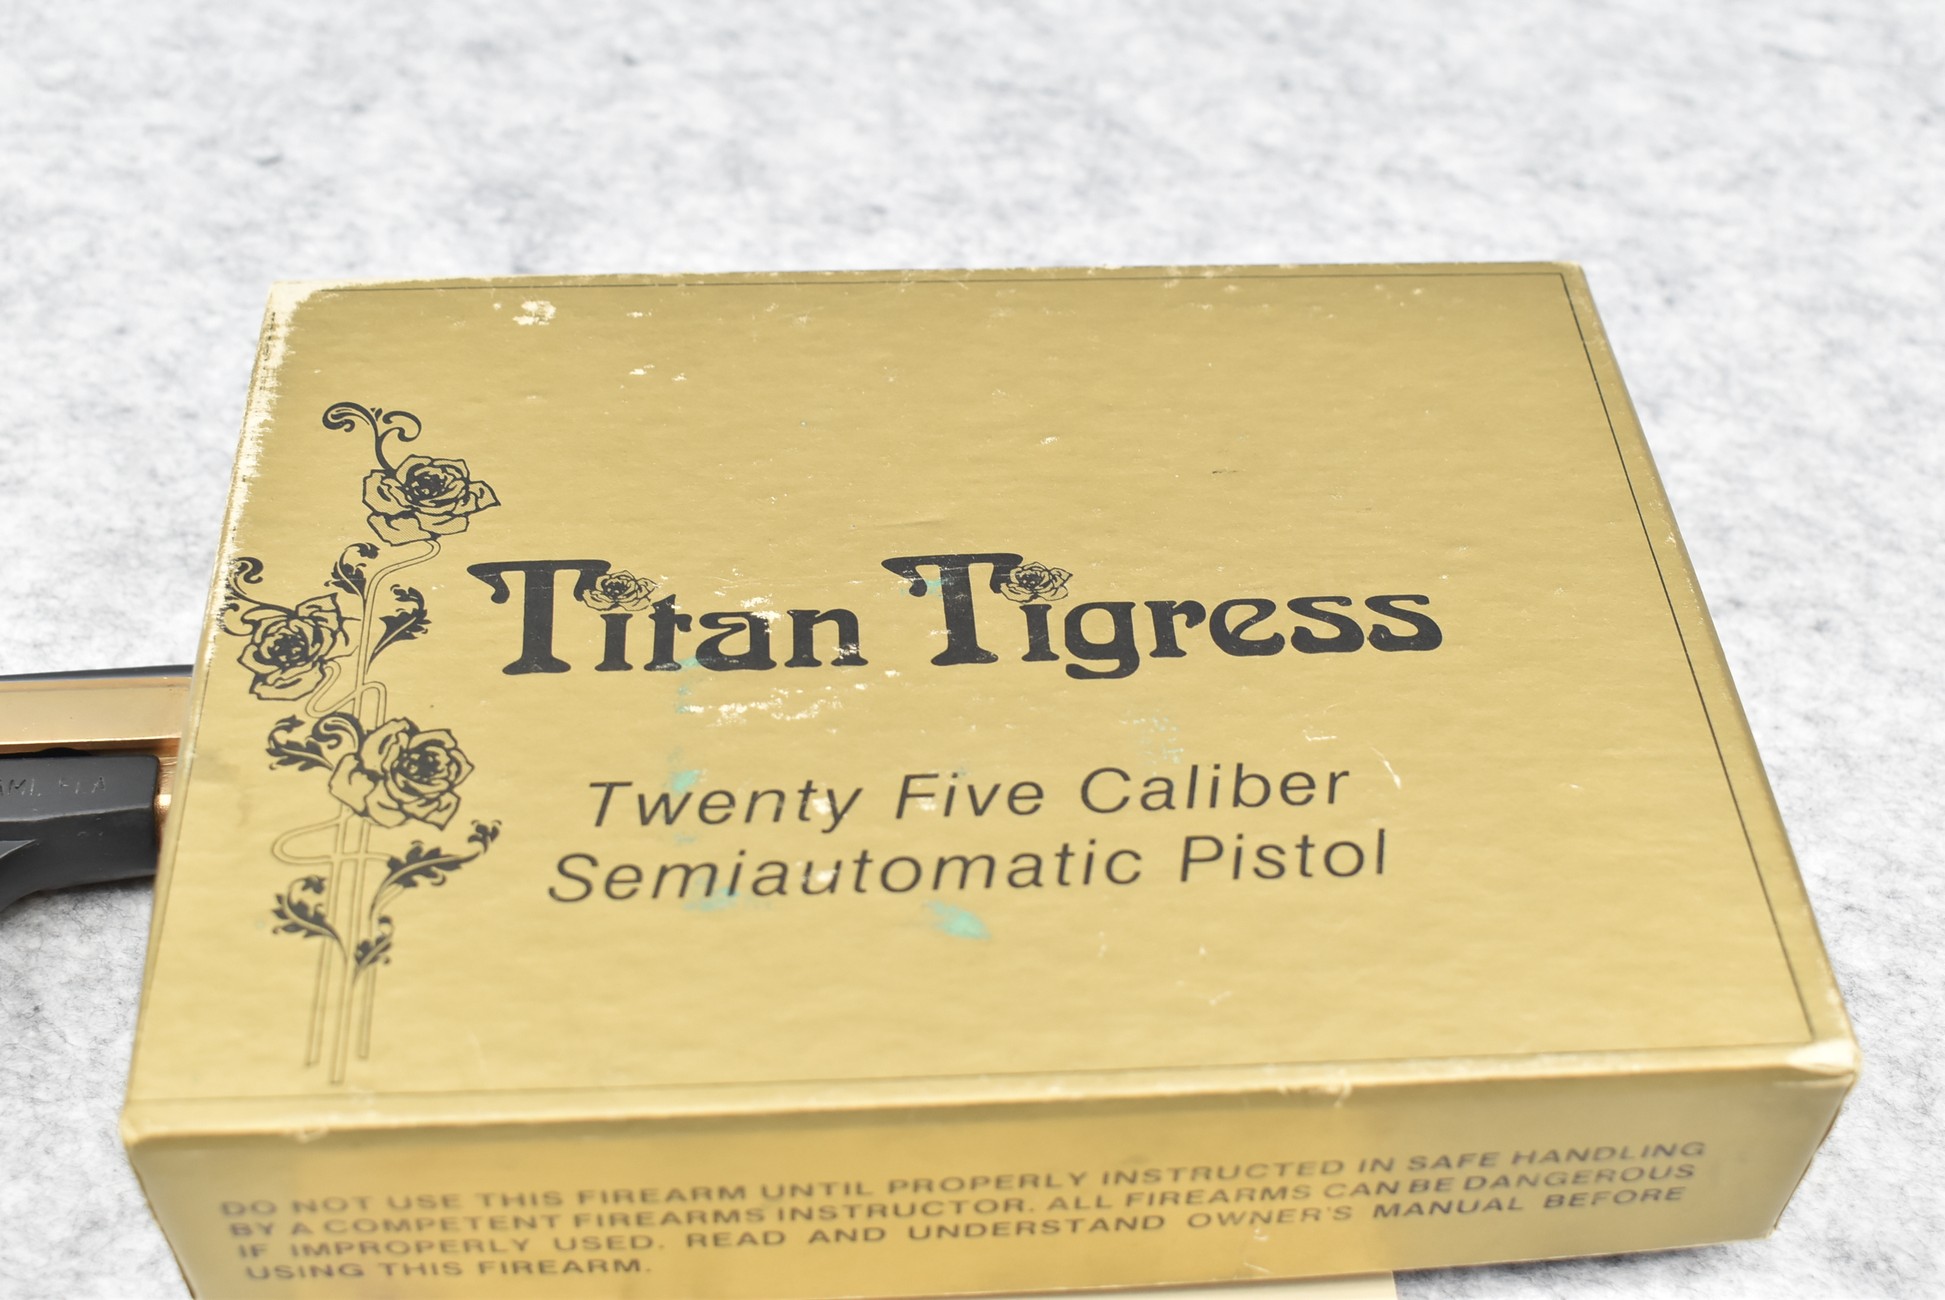 Titan Tigress
Twenty Five Caliber
Semiautomatic Pistol
DO NOT USE THIS FIREARM UNTIL PROPERLY INSTRUCTED IN SAFE HANDLING
BY A COMPETENT FIREARMS INSTRUCTOR. ALL FIREARMS CAN BE DANGEROUS
IF IMPROPERLY USED. READ AND UNDERSTAND OWNER'S MANUAL BEFORE
USING THIS FIREARM.